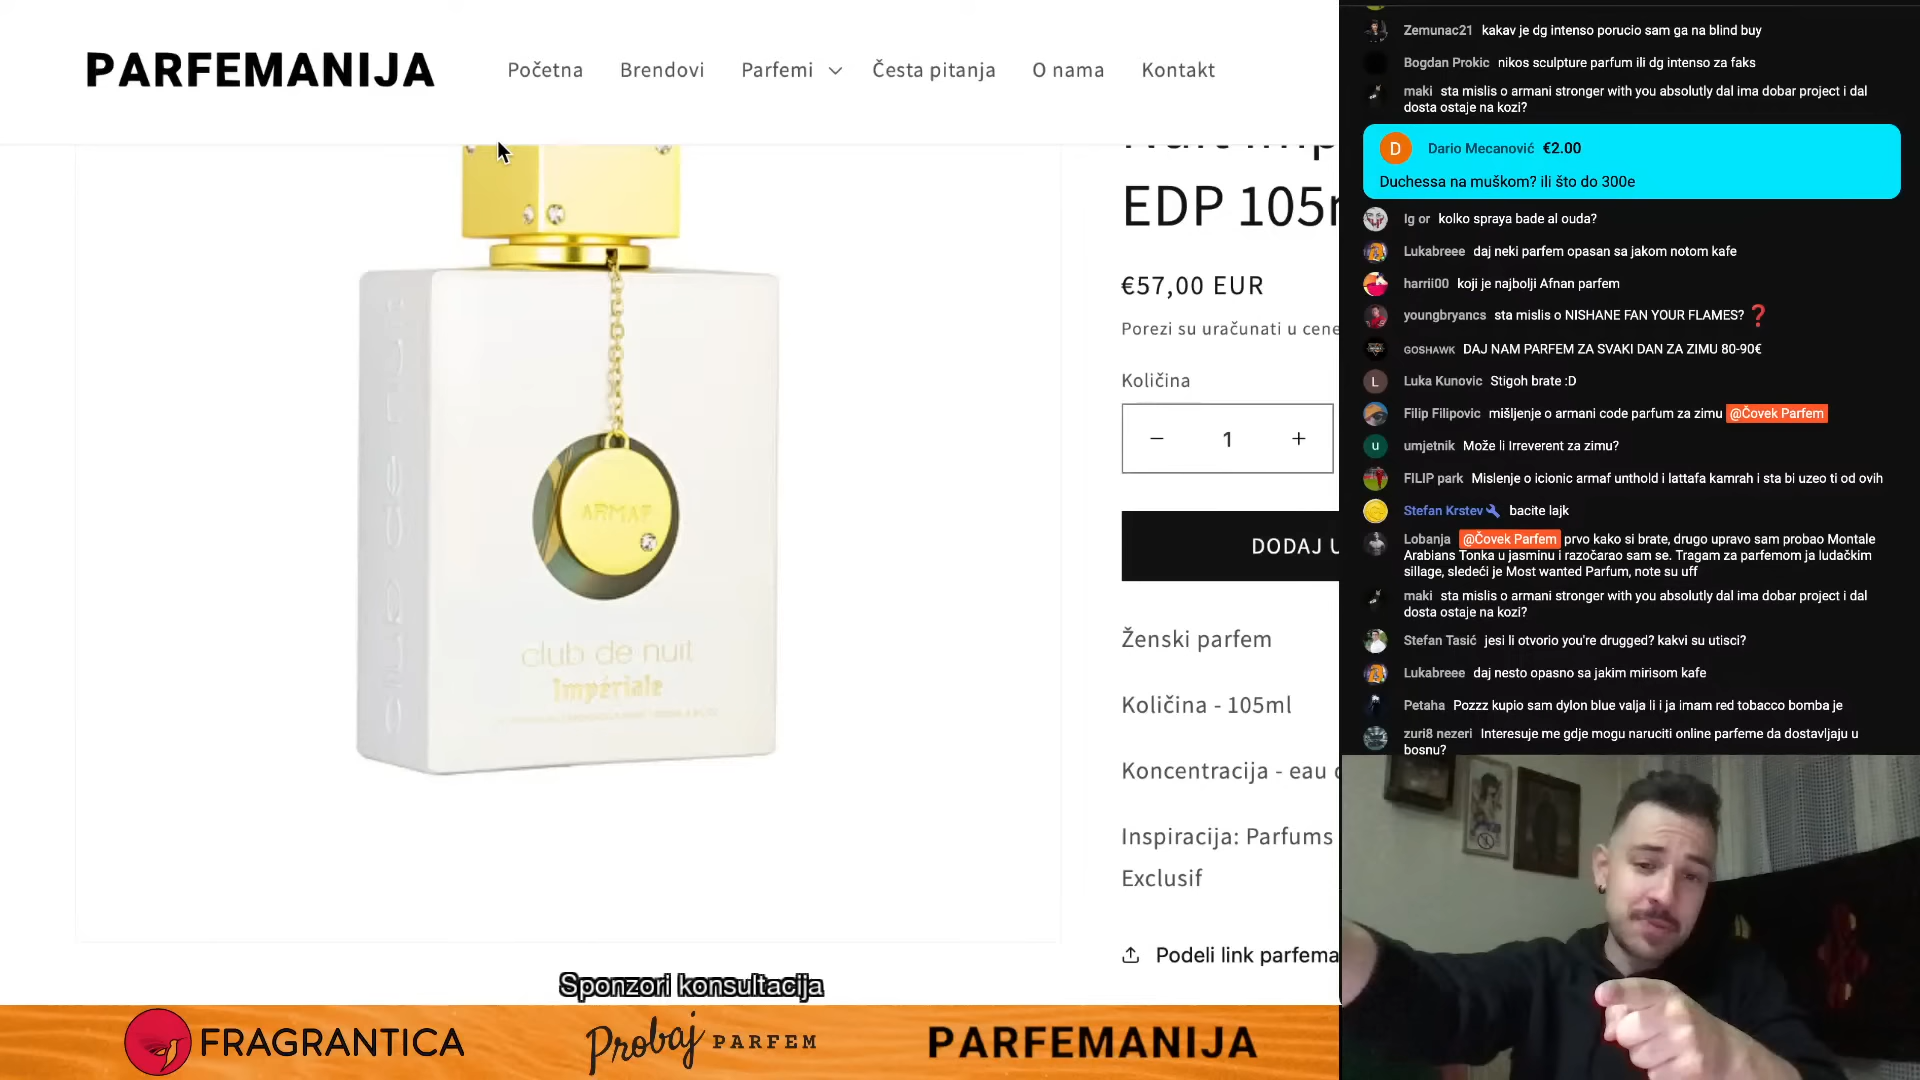 PARFEMANIJA
Početna
Brendovi
Parfemi
Česta pitanja
O nama
Kontakt
EDP 105
€57,00 EUR
Porezi su uračunati u cene
Količina
− 1 +
DODAJ U
Ženski parfem
Količina - 105ml
Koncentracija - eau
Inspiracija: Parfums
Exclusif
Podeli link parfema
ARMAF
club de nuit
Impériale
Sponzori konsultacija
FRAGRANTICA
Probaj PARFEM
PARFEMANIJA
Zemunac21 kakav je dg intenso porucio sam ga na blind buy
Bogdan Prokic nikos sculpture parfum ili dg intenso za faks
maki sta mislis o armani stronger with you absolutly dal ima dobar project i dal
dosta ostaje na kozi?
D Dario Mecanović €2.00
Duchessa na muškom? ili što do 300e
Ig or kolko spraya bade al ouda?
Lukabreee daj neki parfem opasan sa jakom notom kafe
harrii00 koji je najbolji Afnan parfem
youngbryancs sta mislis o NISHANE FAN YOUR FLAMES? ❓
GOSHAWK DAJ NAM PARFEM ZA SVAKI DAN ZA ZIMU 80-90€
L Luka Kunovic Stigoh brate :D
Filip Filipovic mišljenje o armani code parfum za zimu @Čovek Parfem
u umjetnik Može li Irreverent za zimu?
FILIP park Mislenje o icionic armaf unthold i lattafa kamrah i sta bi uzeo ti od ovih
Stefan Krstev bacite lajk
Lobanja @Čovek Parfem prvo kako si brate, drugo upravo sam probao Montale
Arabians Tonka u jasminu i razočarao sam se. Tragam za parfemom ja ludačkim
sillage, sledeći je Most wanted Parfum, note su uff
maki sta mislis o armani stronger with you absolutly dal ima dobar project i dal
dosta ostaje na kozi?
Stefan Tasić jesi li otvorio you're drugged? kakvi su utisci?
Lukabreee daj nesto opasno sa jakim mirisom kafe
Petaha Pozzz kupio sam dylon blue valja li i ja imam red tobacco bomba je
zuri8 nezeri Interesuje me gdje mogu naruciti online parfeme da dostavljaju u
bosnu?